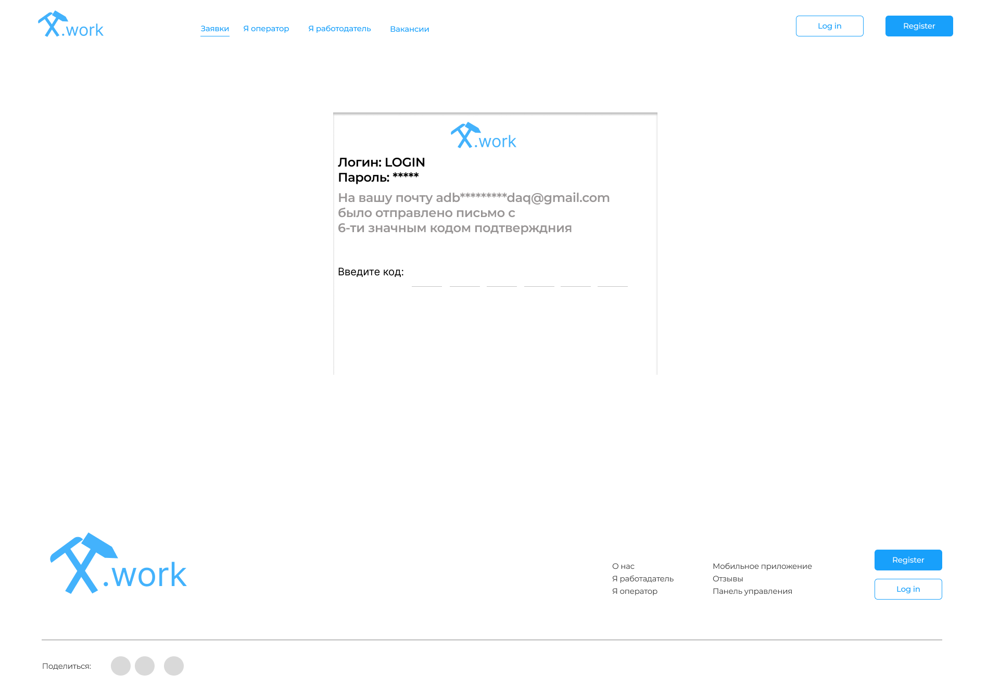 X.work
Заявки Я оператор Я работодатель Вакансии
Log in
Register
X.work
Логин: LOGIN
Пароль: *****
На вашу почту adb*********daq@gmail.com
было отправлено письмо с
6-ти значным кодом подтверждния
Введите код:
X.work
О нас
Я работадатель
Я оператор
Мобильное приложение
Отзывы
Панель управления
Register
Log in
Поделиться: